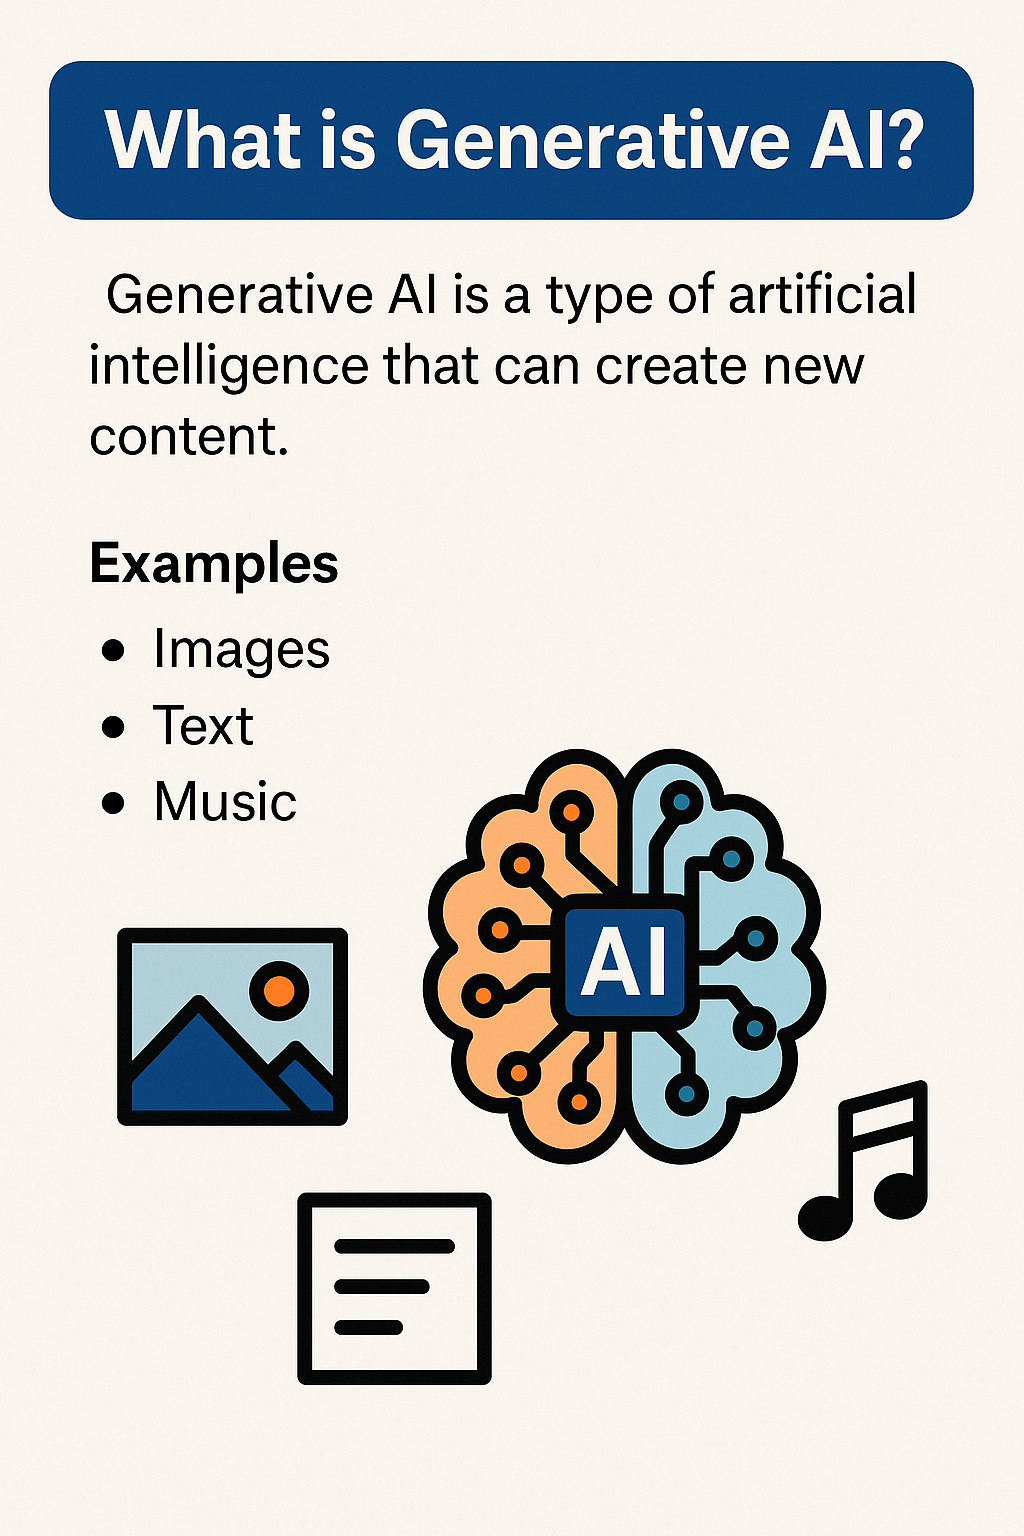 What is Generative AI?
Generative AI is a type of artificial
intelligence that can create new
content.
Examples
• Images
• Text
• Music
AI